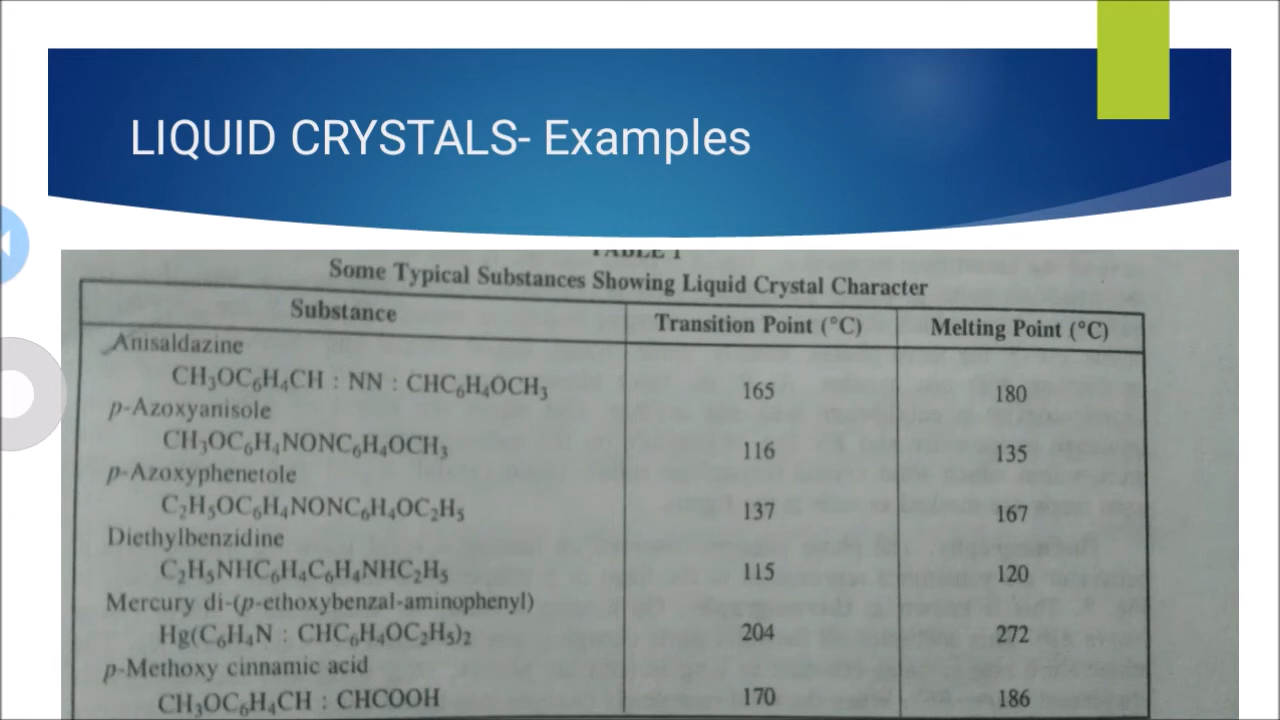 LIQUID CRYSTALS- Examples
TABLE I
Some Typical Substances Showing Liquid Crystal Character
Substance Transition Point (°C) Melting Point (°C)
Anisaldazine
CH₃OC₆H₄CH : NN : CHC₆H₄OCH₃ 165 180
p-Azoxyanisole
CH₃OC₆H₄NONC₆H₄OCH₃ 116 135
p-Azoxyphenetole
C₂H₅OC₆H₄NONC₆H₄OC₂H₅ 137 167
Diethylbenzidine
C₂H₅NHC₆H₄C₆H₄NHC₂H₅ 115 120
Mercury di-(p-ethoxybenzal-aminophenyl)
Hg(C₆H₄N : CHC₆H₄OC₂H₅)₂ 204 272
p-Methoxy cinnamic acid
CH₃OC₆H₄CH : CHCOOH 170 186